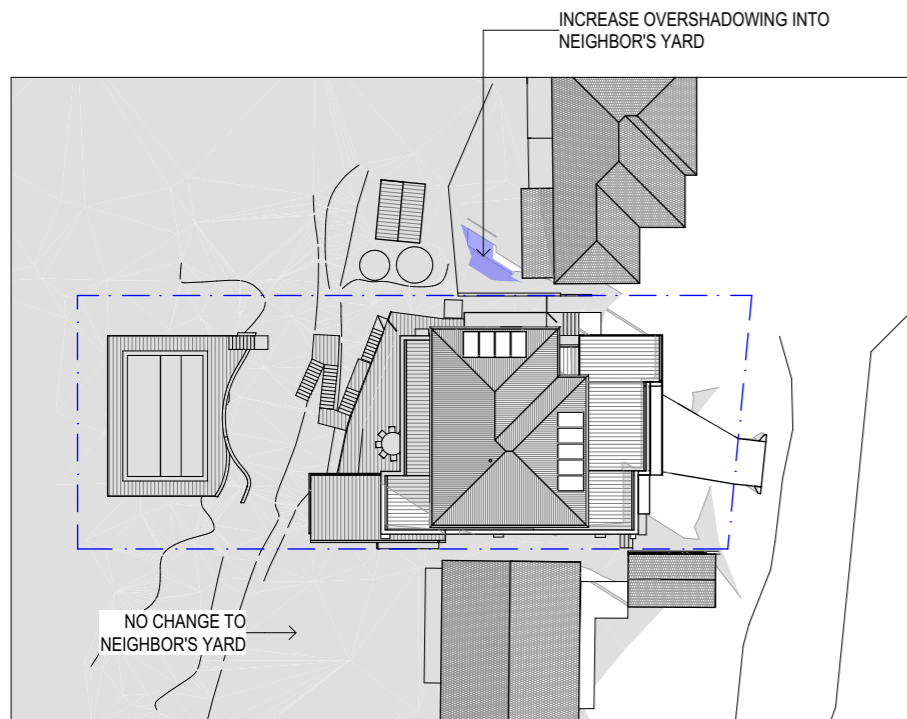 INCREASE OVERSHADOWING INTO
NEIGHBOR'S YARD
NO CHANGE TO
NEIGHBOR'S YARD